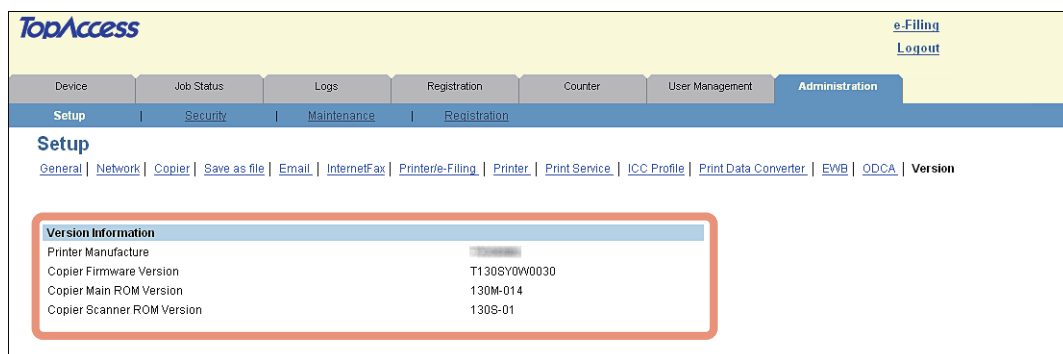 TopAccess
e-Filing
Logout
Device Job Status Logs Registration Counter User Management Administration
Setup | Security | Maintenance | Registration
Setup
General | Network | Copier | Save as file | Email | InternetFax | Printer/e-Filing | Printer | Print Service | ICC Profile | Print Data Converter | EWB | ODCA | Version
Version Information
Printer Manufacture
Copier Firmware Version T130SY0W0030
Copier Main ROM Version 130M-014
Copier Scanner ROM Version 130S-01